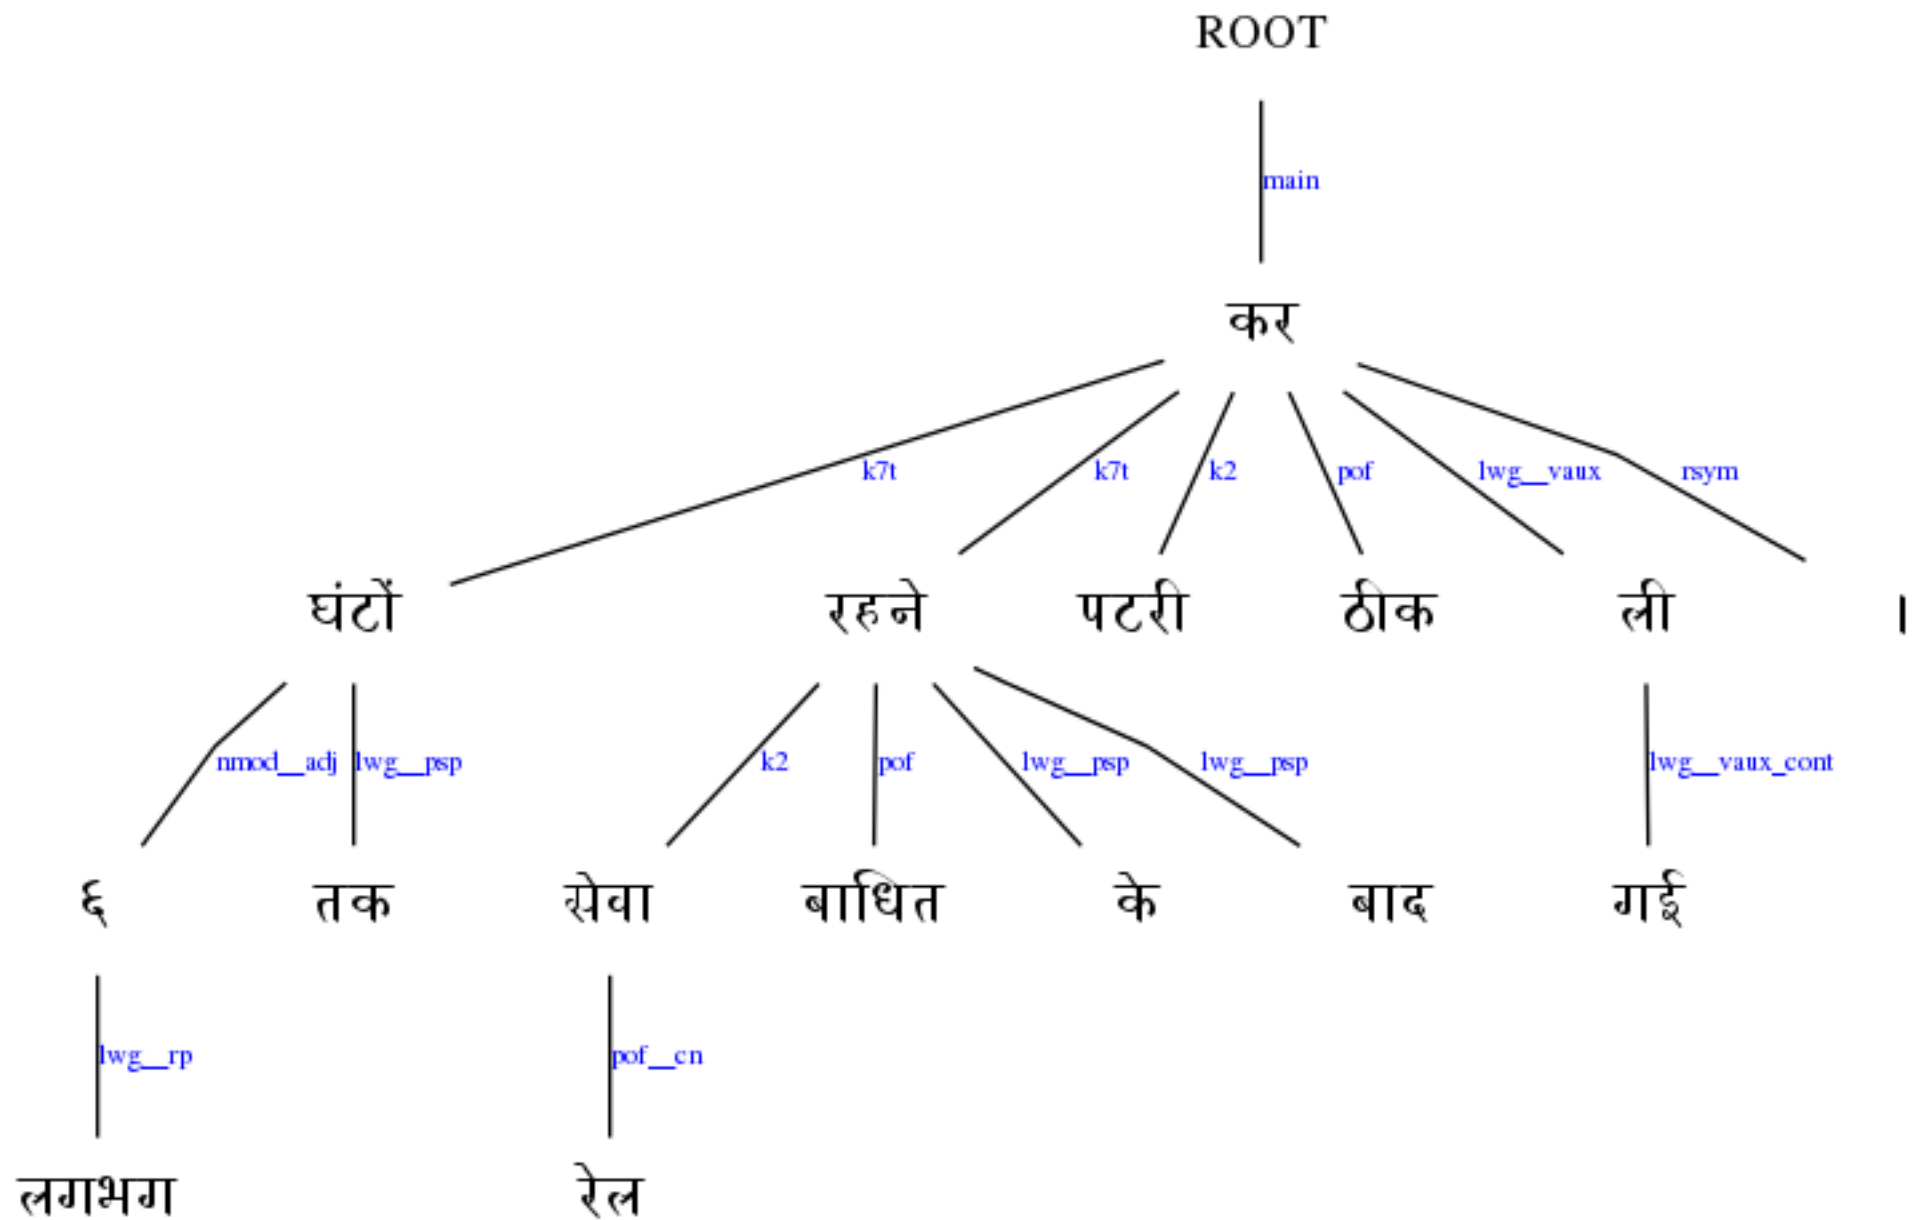 ROOT
main
कर
k7t k7t k2 pof lwg__vaux rsym
घंटों रहने पटरी ठीक ली ।
nmod__adj lwg__psp k2 pof lwg__psp lwg__psp lwg__vaux_cont
६ तक सेवा बाधित के बाद गई
lwg__rp pof__cn
लगभग रेल